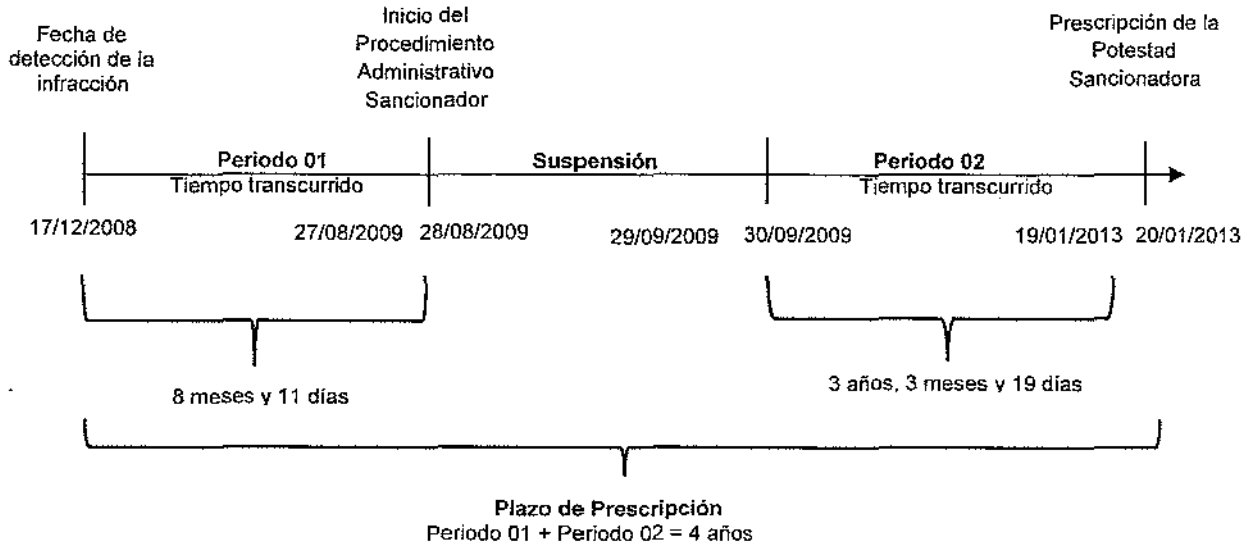 Fecha de
detección de la
infracción
Inicio del
Procedimiento
Administrativo
Sancionador
Prescripción de la
Potestad
Sancionadora
Periodo 01
Tiempo transcurrido
Suspensión
Periodo 02
Tiempo transcurrido
17/12/2008
27/08/2009
28/08/2009
29/09/2009
30/09/2009
19/01/2013
20/01/2013
8 meses y 11 días
3 años, 3 meses y 19 días
Plazo de Prescripción
Periodo 01 + Periodo 02 = 4 años